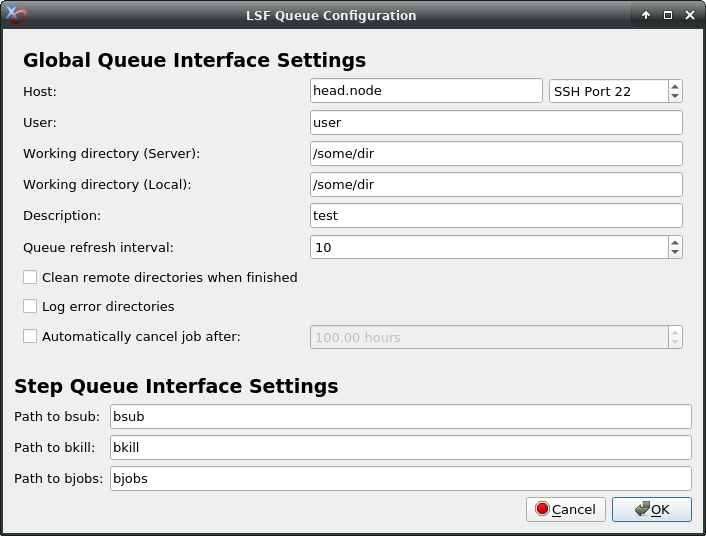 LSF Queue Configuration
Global Queue Interface Settings
Host: head.node SSH Port 22
User: user
Working directory (Server): /some/dir
Working directory (Local): /some/dir
Description: test
Queue refresh interval: 10
Clean remote directories when finished
Log error directories
Automatically cancel job after: 100.00 hours
Step Queue Interface Settings
Path to bsub: bsub
Path to bkill: bkill
Path to bjobs: bjobs
Cancel OK